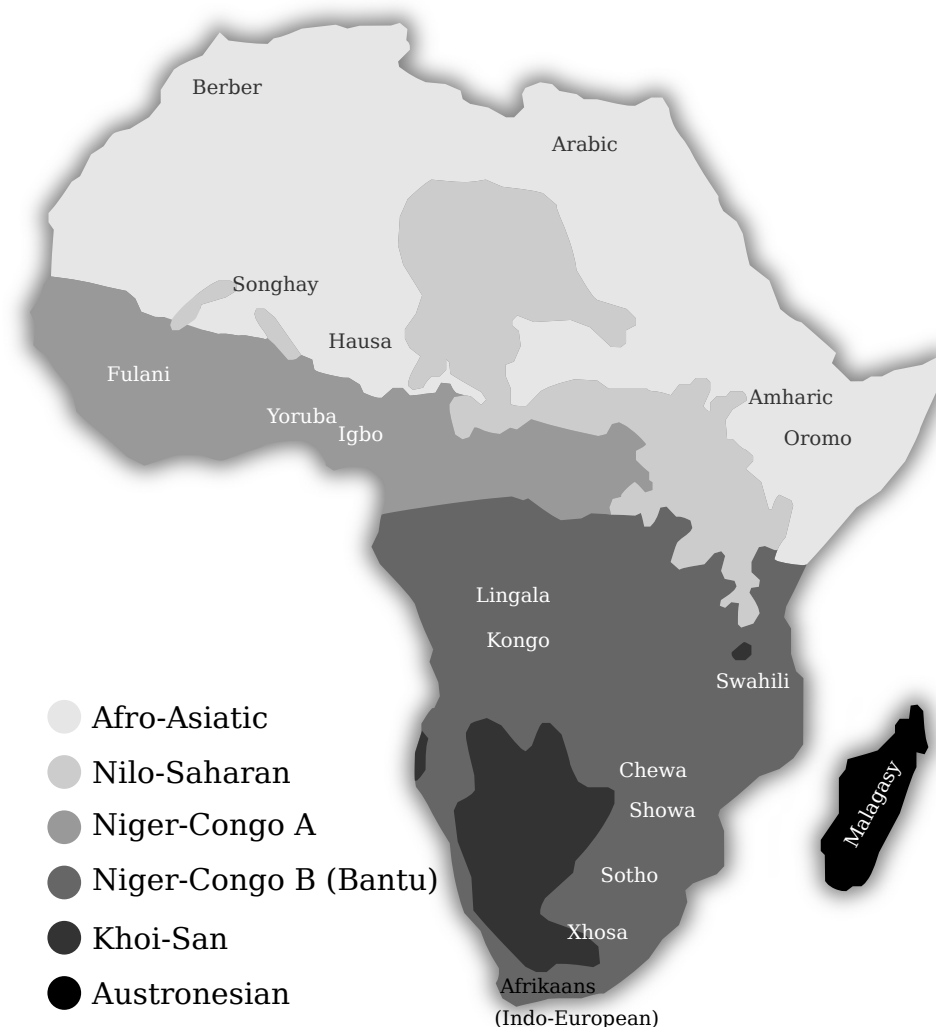 Berber
Arabic
Songhay
Hausa
Fulani
Amharic
Yoruba
Igbo
Oromo
Lingala
Kongo
Swahili
Chewa
Showa
Malagasy
Sotho
Xhosa
Afrikaans
(Indo-European)
Afro-Asiatic
Nilo-Saharan
Niger-Congo A
Niger-Congo B (Bantu)
Khoi-San
Austronesian